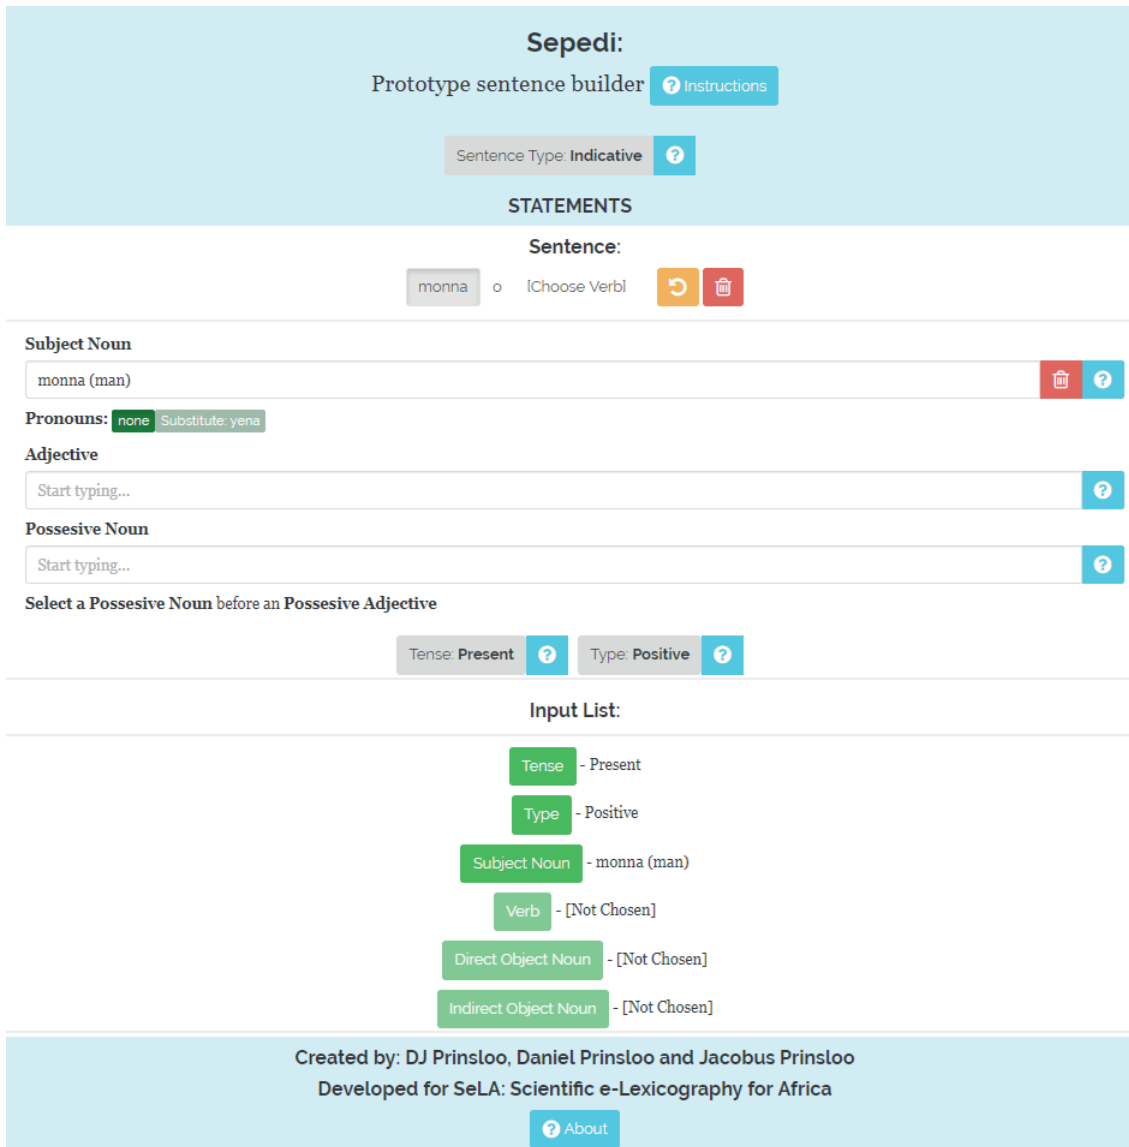 Sepedi:
Prototype sentence builder Instructions
Sentence Type: Indicative
STATEMENTS
Sentence:
monna o [Choose Verb]
Subject Noun
monna (man)
Pronouns: none Substitute: yena
Adjective
Start typing...
Possesive Noun
Start typing...
Select a Possesive Noun before an Possesive Adjective
Tense: Present Type: Positive
Input List:
Tense - Present
Type - Positive
Subject Noun - monna (man)
Verb - [Not Chosen]
Direct Object Noun - [Not Chosen]
Indirect Object Noun - [Not Chosen]
Created by: DJ Prinsloo, Daniel Prinsloo and Jacobus Prinsloo
Developed for SeLA: Scientific e-Lexicography for Africa
About